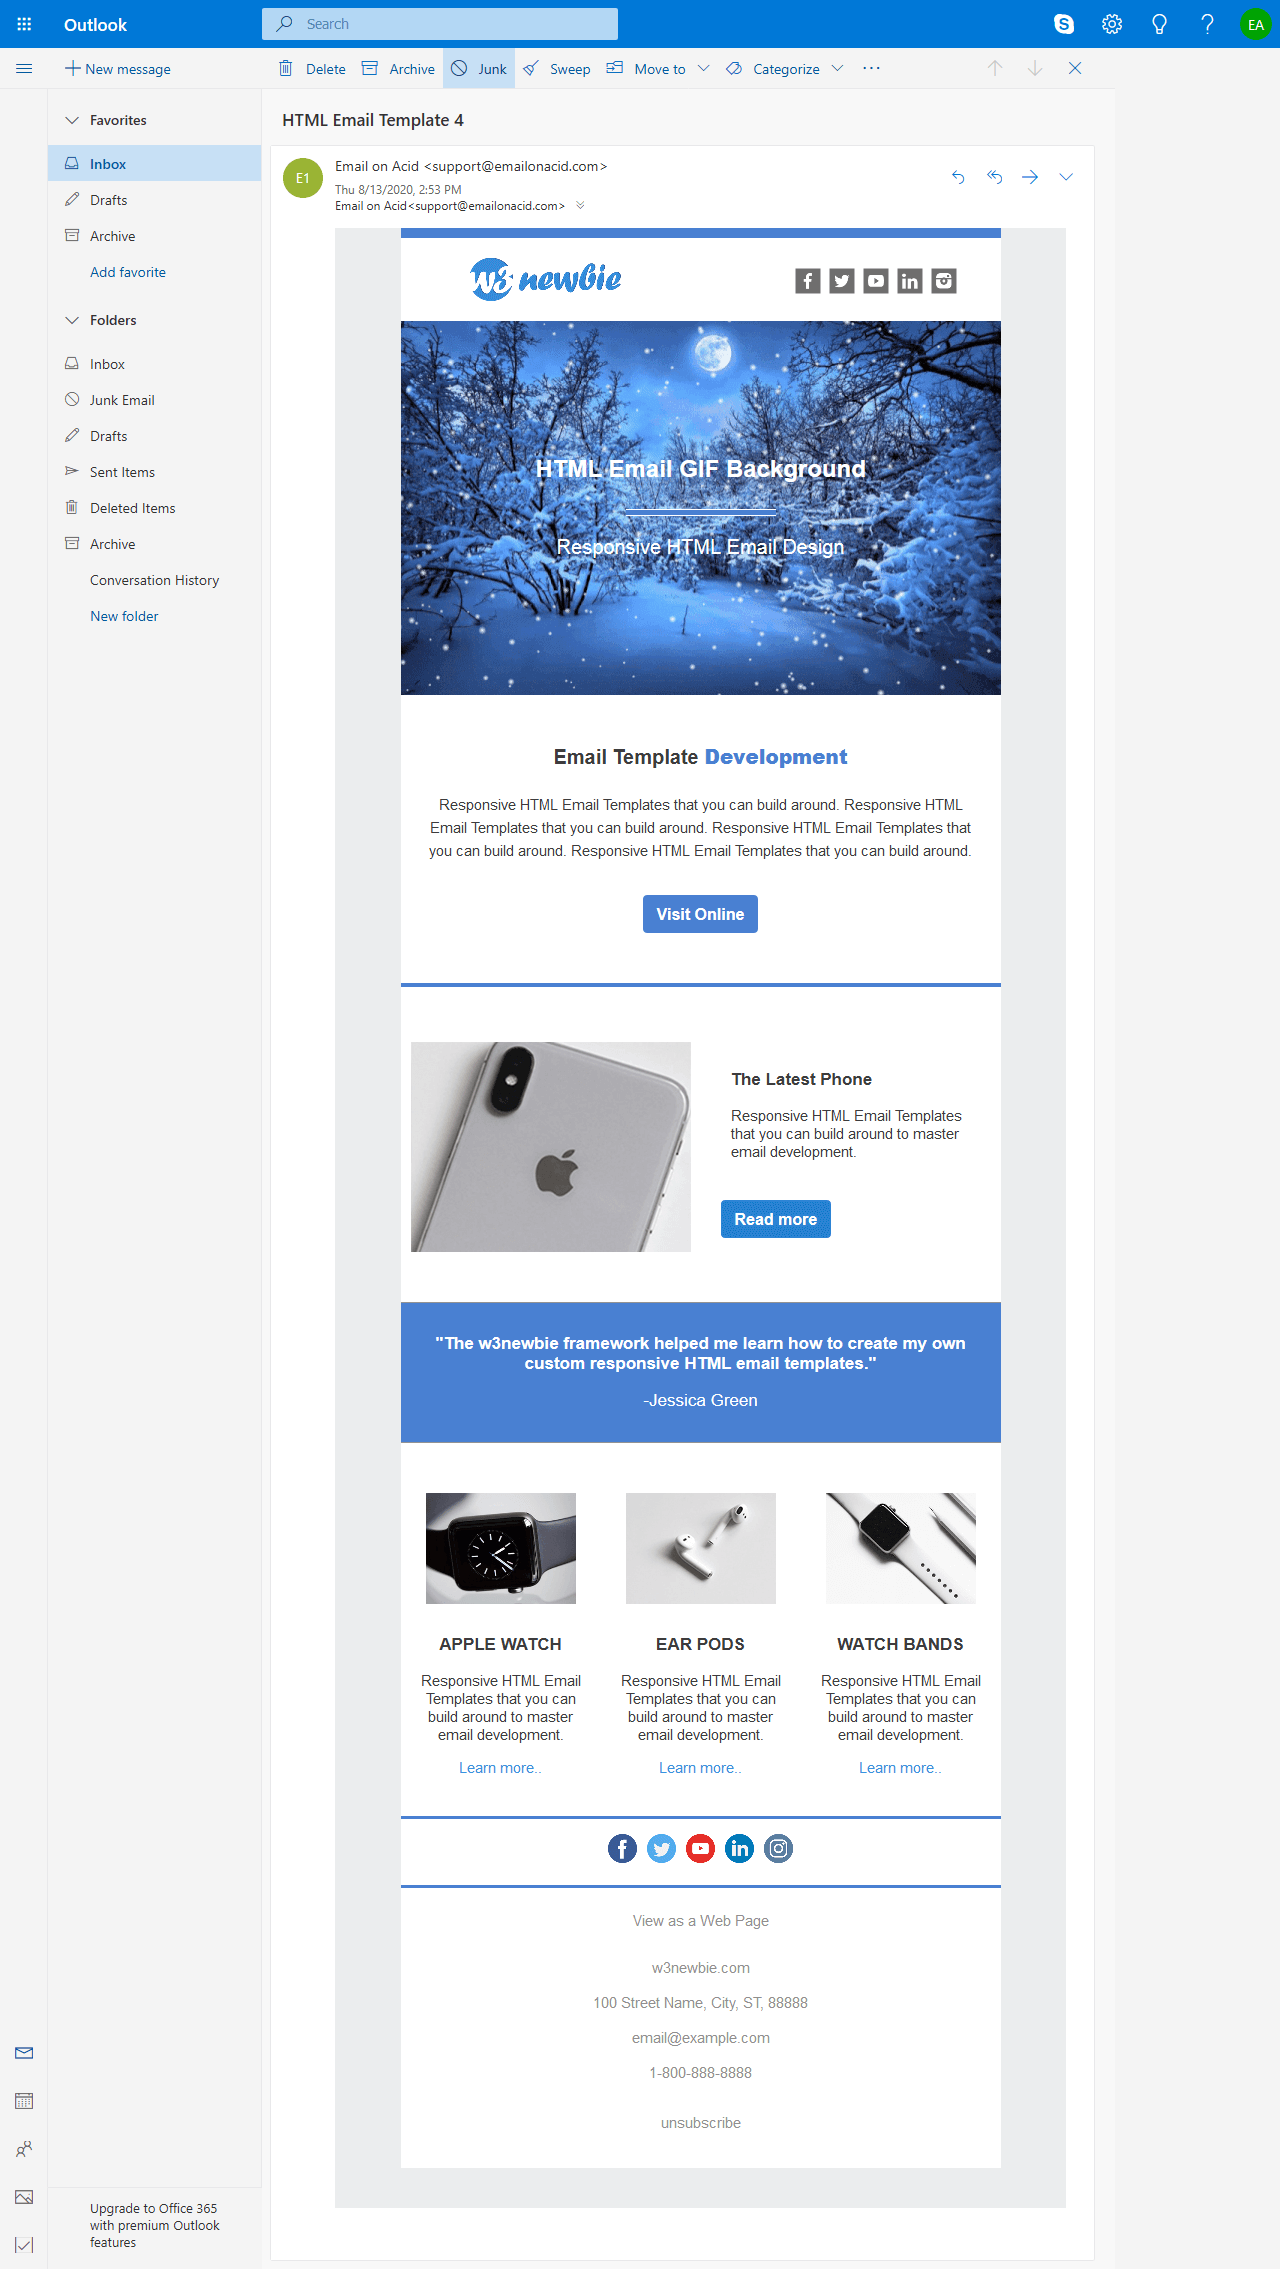 Outlook
Search
EA
New message
Delete
Archive
Junk
Sweep
Move to
Categorize
Favorites
Inbox
Drafts
Archive
Add favorite
Folders
Inbox
Junk Email
Drafts
Sent Items
Deleted Items
Archive
Conversation History
New folder
Upgrade to Office 365
with premium Outlook
features
HTML Email Template 4
E1
Email on Acid <support@emailonacid.com>
Thu 8/13/2020, 2:53 PM
Email on Acid<support@emailonacid.com>
W3 newbie
HTML Email GIF Background
Responsive HTML Email Design
Email Template Development
Responsive HTML Email Templates that you can build around. Responsive HTML
Email Templates that you can build around. Responsive HTML Email Templates that
you can build around. Responsive HTML Email Templates that you can build around.
Visit Online
The Latest Phone
Responsive HTML Email Templates
that you can build around to master
email development.
Read more
"The w3newbie framework helped me learn how to create my own
custom responsive HTML email templates."
-Jessica Green
APPLE WATCH
Responsive HTML Email
Templates that you can
build around to master
email development.
Learn more..
EAR PODS
Responsive HTML Email
Templates that you can
build around to master
email development.
Learn more..
WATCH BANDS
Responsive HTML Email
Templates that you can
build around to master
email development.
Learn more..
View as a Web Page
w3newbie.com
100 Street Name, City, ST, 88888
email@example.com
1-800-888-8888
unsubscribe